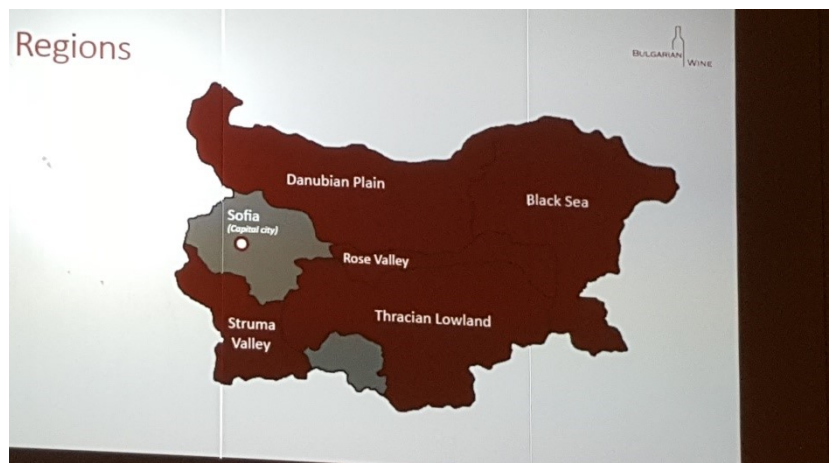 Regions
BULGARIAN WINE
Danubian Plain
Black Sea
Sofia
(Capital city)
Rose Valley
Thracian Lowland
Struma
Valley